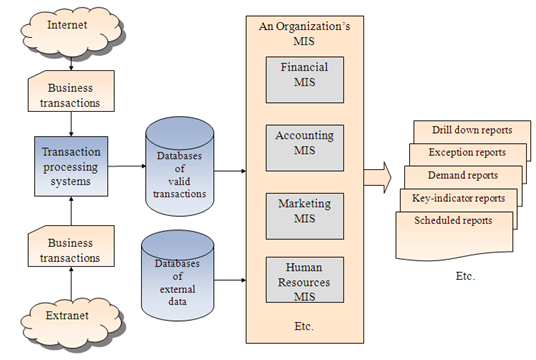 Internet
Business
transactions
Transaction
processing
systems
Business
transactions
Extranet
Databases
of
valid
transactions
Databases
of
external
data
An Organization's
MIS
Financial
MIS
Accounting
MIS
Marketing
MIS
Human
Resources
MIS
Etc.
Drill down reports
Exception reports
Demand reports
Key-indicator reports
Scheduled reports
Etc.